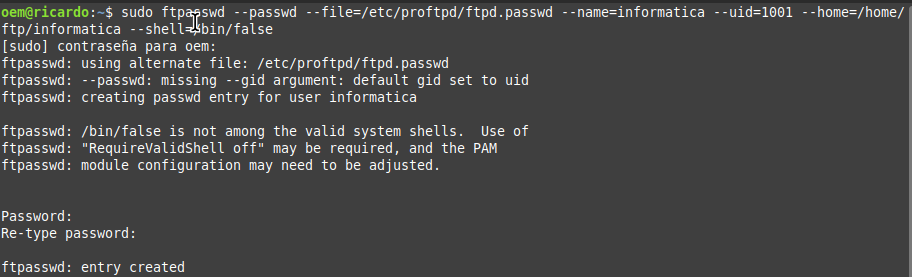 oem@ricardo:~$ sudo ftpasswd --passwd --file=/etc/proftpd/ftpd.passwd --name=informatica --uid=1001 --home=/home/
ftp/informatica --shell=/bin/false
[sudo] contraseña para oem:
ftpasswd: using alternate file: /etc/proftpd/ftpd.passwd
ftpasswd: --passwd: missing --gid argument: default gid set to uid
ftpasswd: creating passwd entry for user informatica
ftpasswd: /bin/false is not among the valid system shells.  Use of
ftpasswd: "RequireValidShell off" may be required, and the PAM
ftpasswd: module configuration may need to be adjusted.
Password:
Re-type password:
ftpasswd: entry created